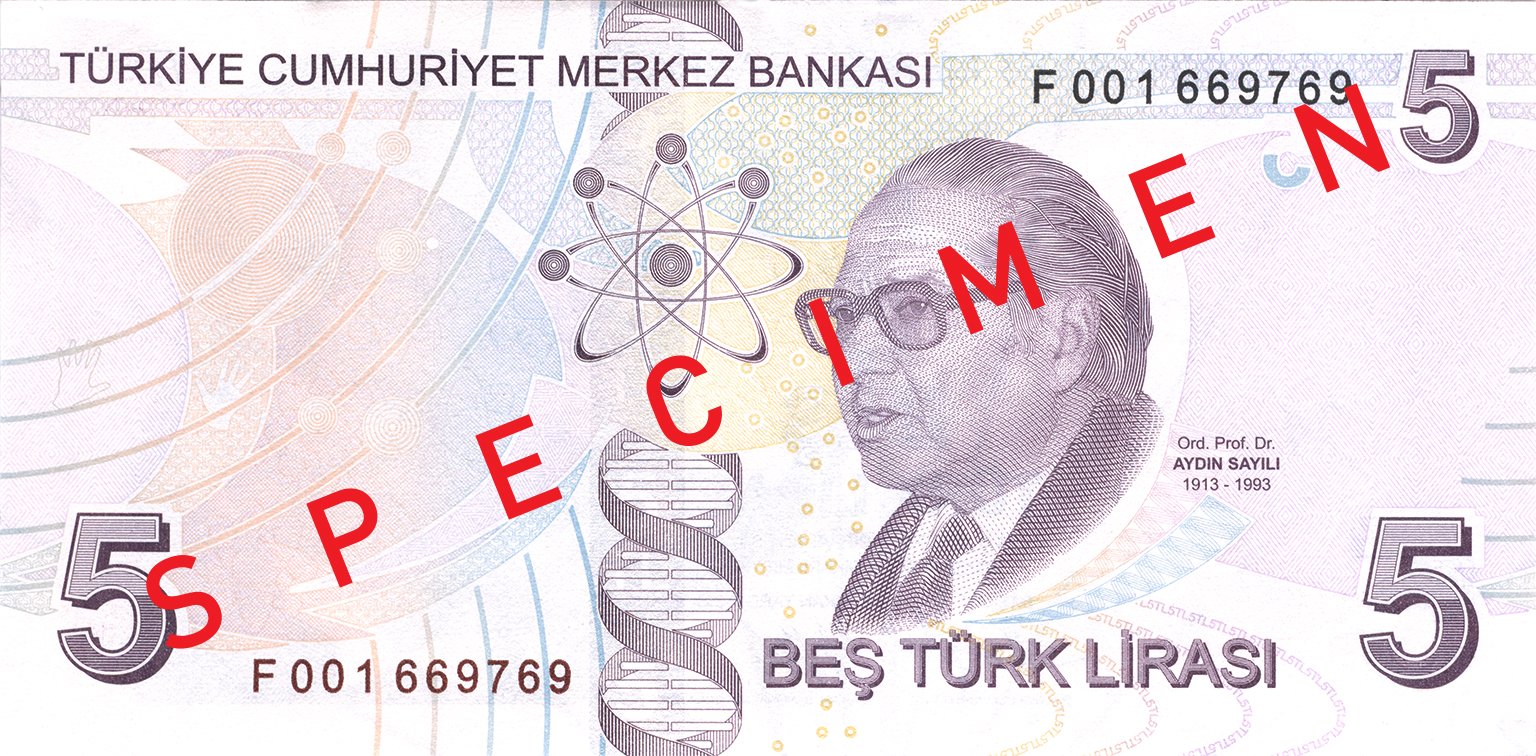 TÜRKİYE CUMHURİYET MERKEZ BANKASI
F001 669769
5
SPECIMEN
Ord. Prof. Dr.
AYDIN SAYILI
1913 - 1993
5
F001 669769
BEŞ TÜRK LİRASI
5